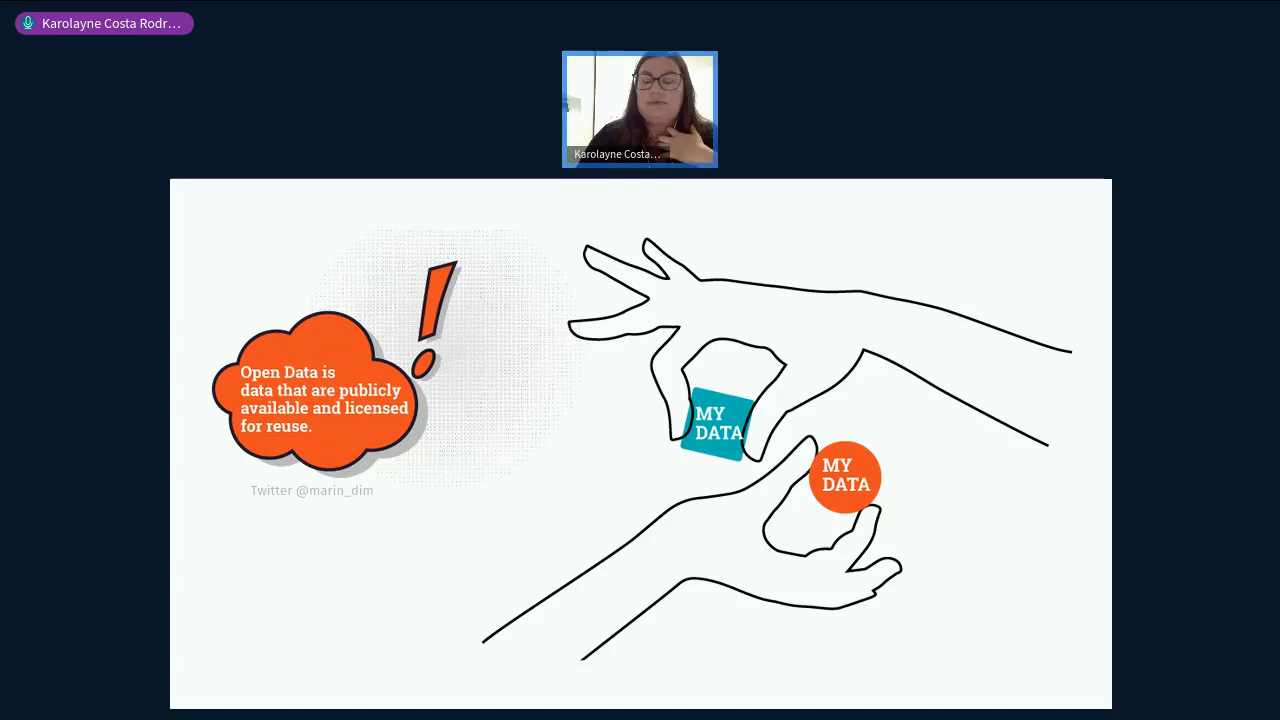 Karolayne Costa Rodr...
Karolayne Costa...
Open Data is
data that are publicly
available and licensed
for reuse.
Twitter @marin_dim
MY
DATA
MY
DATA